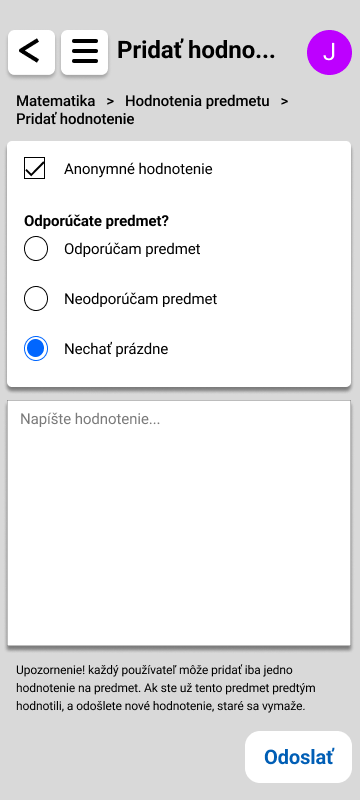 Pridať hodno...
J
Matematika > Hodnotenia predmetu >
Pridať hodnotenie
Anonymné hodnotenie
Odporúčate predmet?
Odporúčam predmet
Neodporúčam predmet
Nechať prázdne
Napíšte hodnotenie...
Upozornenie! každý používateľ môže pridať iba jedno
hodnotenie na predmet. Ak ste už tento predmet predtým
hodnotili, a odošlete nové hodnotenie, staré sa vymaže.
Odoslať